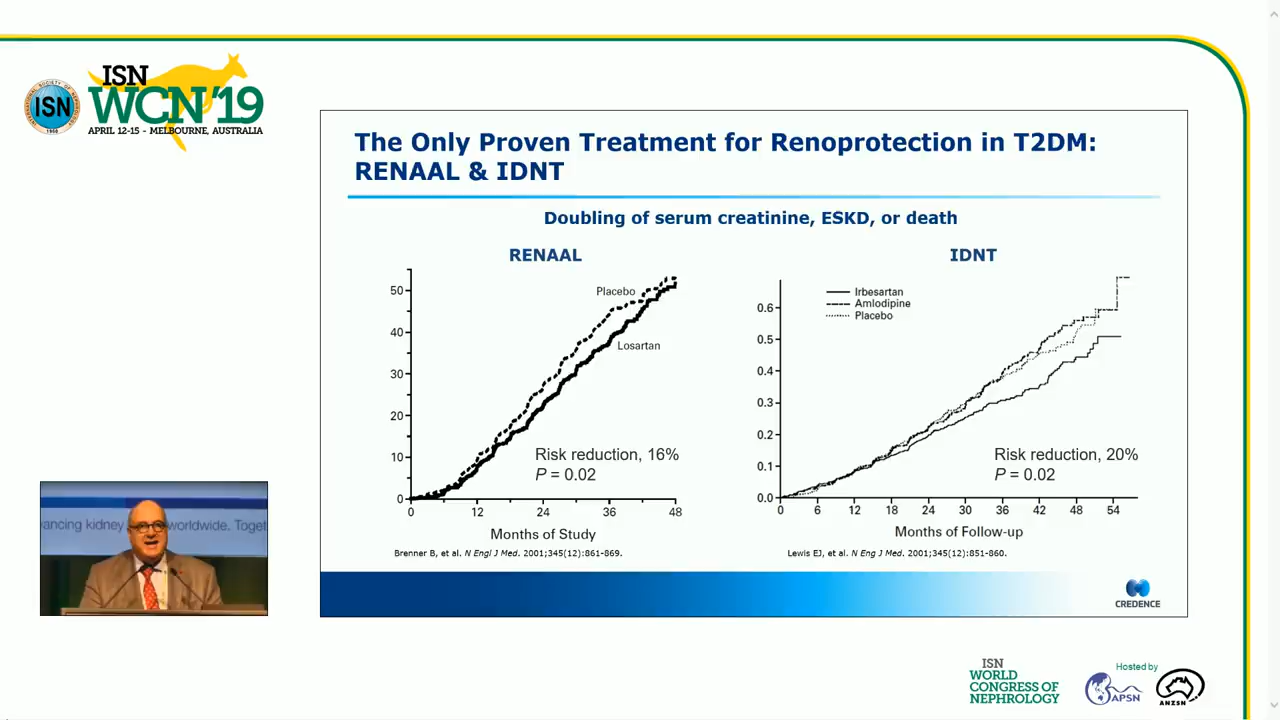 ISN
WCN'19
APRIL 12-15 - MELBOURNE, AUSTRALIA
ISN
The Only Proven Treatment for Renoprotection in T2DM:
RENAAL & IDNT
Doubling of serum creatinine, ESKD, or death
RENAAL
50
40
30
20
10
0
Placebo
Losartan
Risk reduction, 16%
P = 0.02
0 12 24 36 48
Months of Study
Brenner B, et al. N Engl J Med. 2001;345(12):861-869.
IDNT
Irbesartan
Amlodipine
Placebo
0.6
0.5
0.4
0.3
0.2
0.1
0.0
Risk reduction, 20%
P = 0.02
0 6 12 18 24 30 36 42 48 54
Months of Follow-up
Lewis EJ, et al. N Eng J Med. 2001;345(12):851-860.
CREDENCE
ancing kidney worldwide. Toget
ISN
WORLD
CONGRESS OF
NEPHROLOGY
Hosted by
APSN
ANZSN